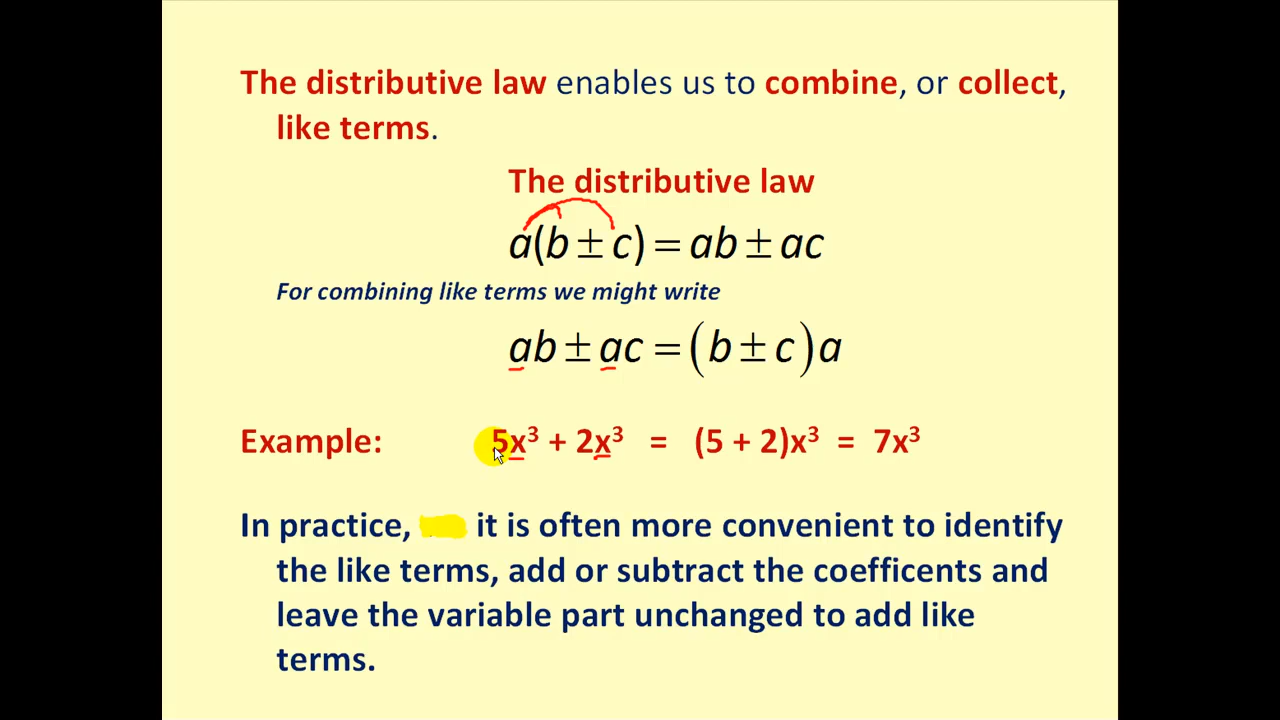 The distributive law enables us to combine, or collect,
like terms.
The distributive law
a(b ± c) = ab ± ac
For combining like terms we might write
ab ± ac = (b ± c)a
Example: 5x³ + 2x³ = (5 + 2)x³ = 7x³
In practice, it is often more convenient to identify
the like terms, add or subtract the coefficents and
leave the variable part unchanged to add like
terms.